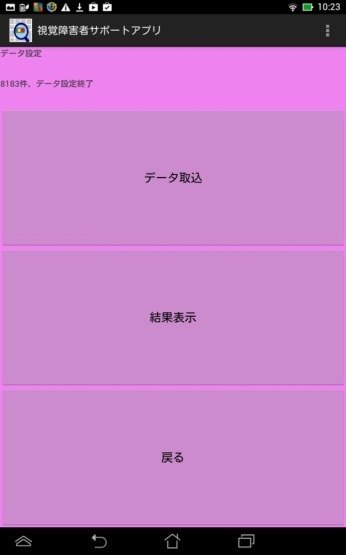 10:23
視覚障害者サポートアプリ
データ設定
8183件、データ設定終了
データ取込
結果表示
戻る